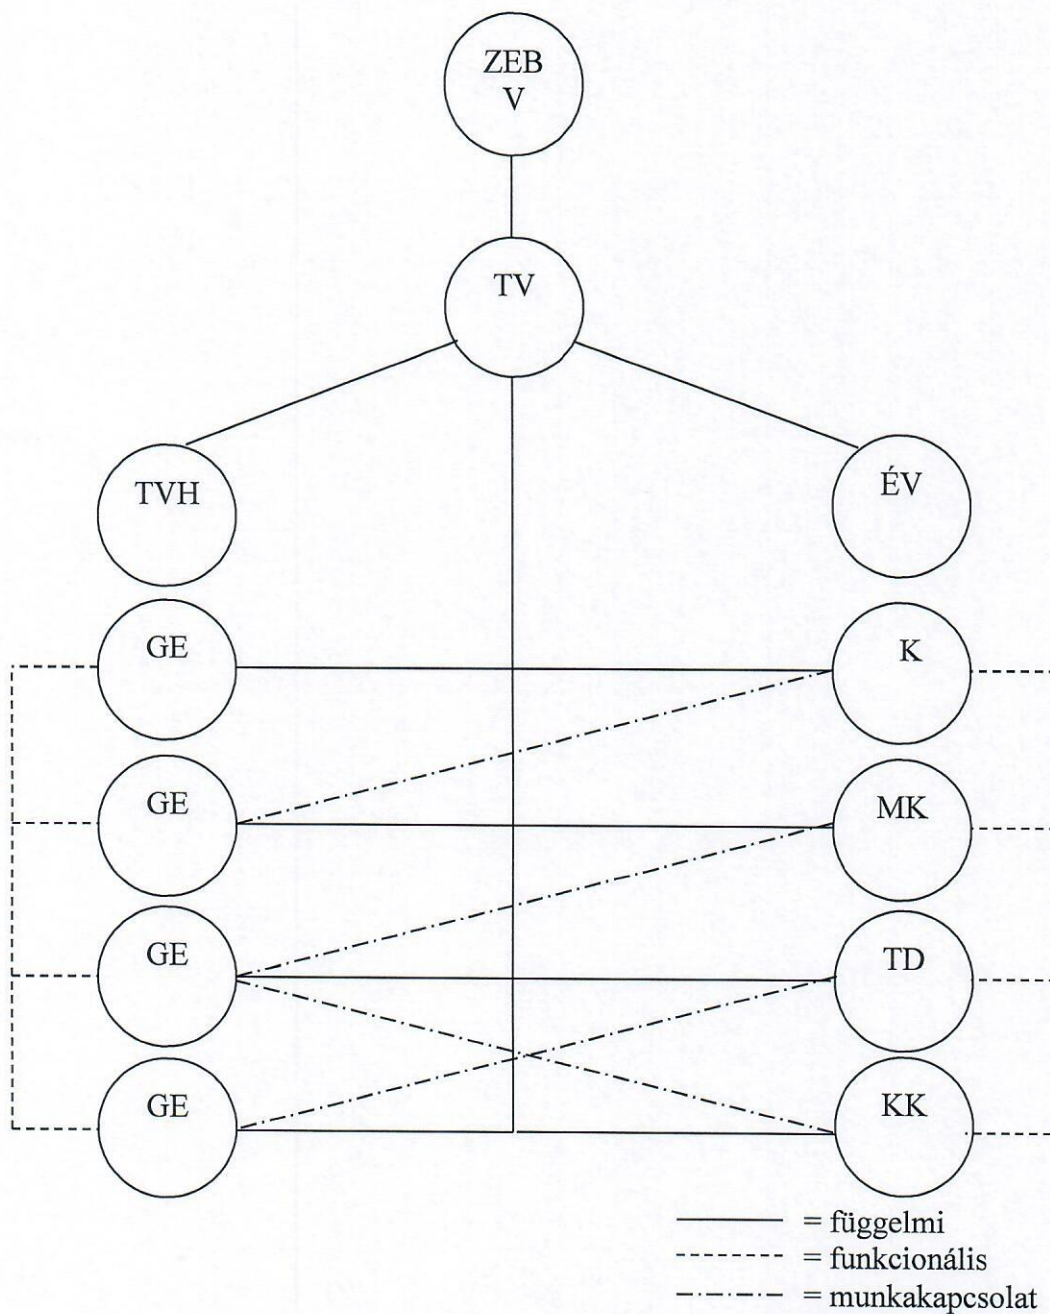 ZEB
V
TV
TVH
ÉV
GE
K
GE
MK
GE
TD
GE
KK
= függelmi
= funkcionális
= munkakapcsolat